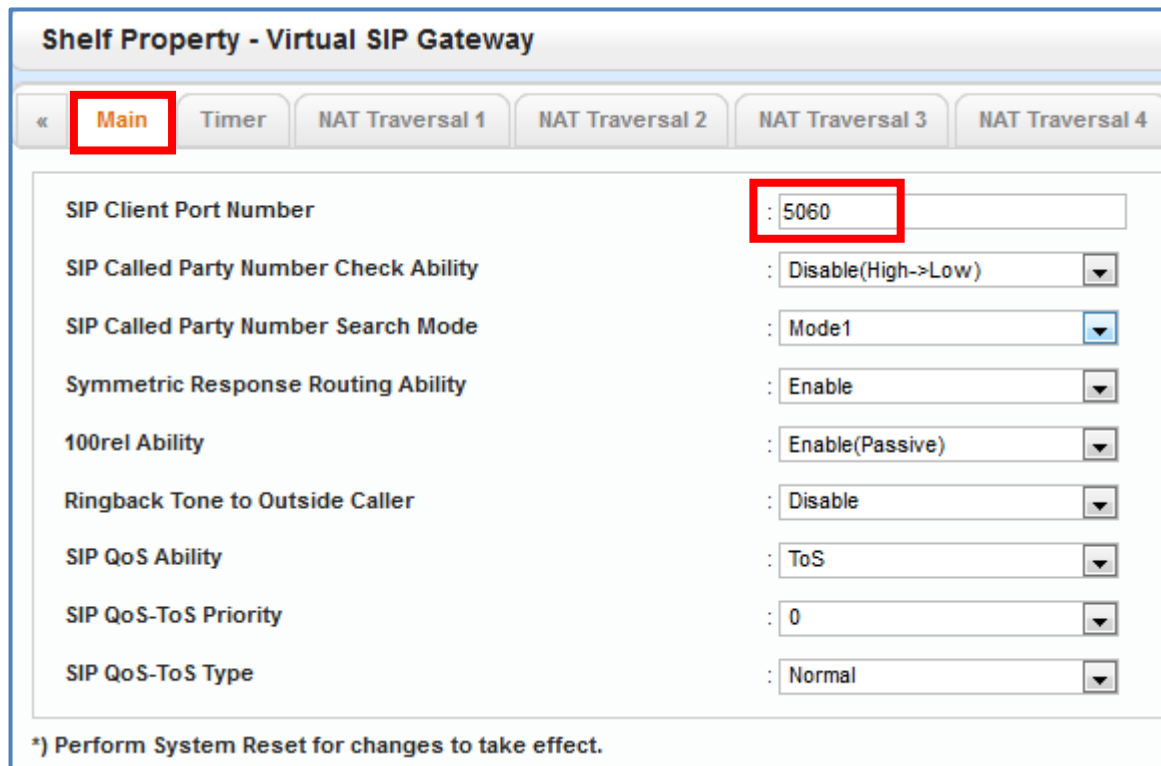 Shelf Property - Virtual SIP Gateway
« Main Timer NAT Traversal 1 NAT Traversal 2 NAT Traversal 3 NAT Traversal 4
SIP Client Port Number : 5060
SIP Called Party Number Check Ability : Disable(High->Low)
SIP Called Party Number Search Mode : Mode1
Symmetric Response Routing Ability : Enable
100rel Ability : Enable(Passive)
Ringback Tone to Outside Caller : Disable
SIP QoS Ability : ToS
SIP QoS-ToS Priority : 0
SIP QoS-ToS Type : Normal
*) Perform System Reset for changes to take effect.